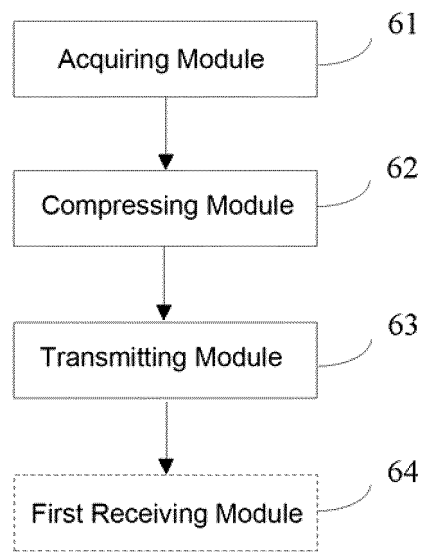 61
Acquiring Module
62
Compressing Module
63
Transmitting Module
64
First Receiving Module